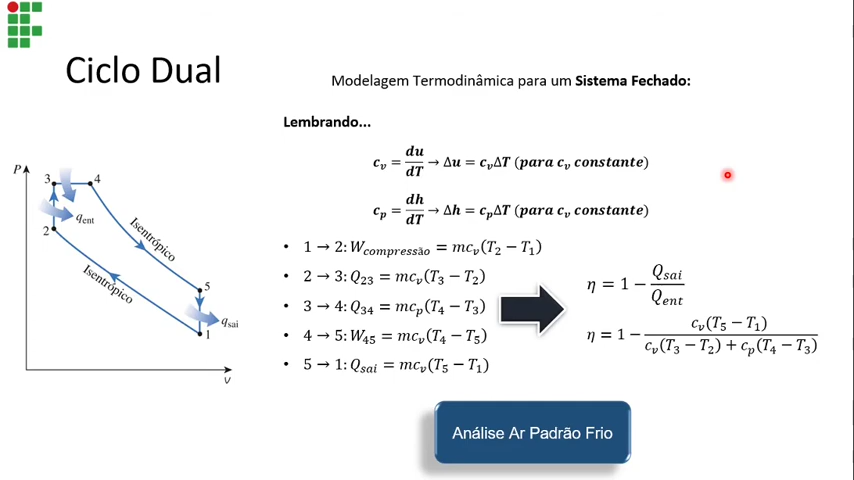 Ciclo Dual
Modelagem Termodinâmica para um Sistema Fechado:
Lembrando...
c_v = du/dT → Δu = c_vΔT (para c_v constante)
c_p = dh/dT → Δh = c_pΔT (para c_v constante)
• 1 → 2: W_compressão = mc_v(T_2 − T_1)
• 2 → 3: Q_23 = mc_v(T_3 − T_2)
• 3 → 4: Q_34 = mc_p(T_4 − T_3)
• 4 → 5: W_45 = mc_v(T_4 − T_5)
• 5 → 1: Q_sai = mc_v(T_5 − T_1)
η = 1 − Q_sai/Q_ent
η = 1 − c_v(T_5 − T_1)/(c_v(T_3 − T_2) + c_p(T_4 − T_3))
P
3
4
q_ent
2
Isentrópico
Isentrópico
5
q_sai
1
v
Análise Ar Padrão Frio